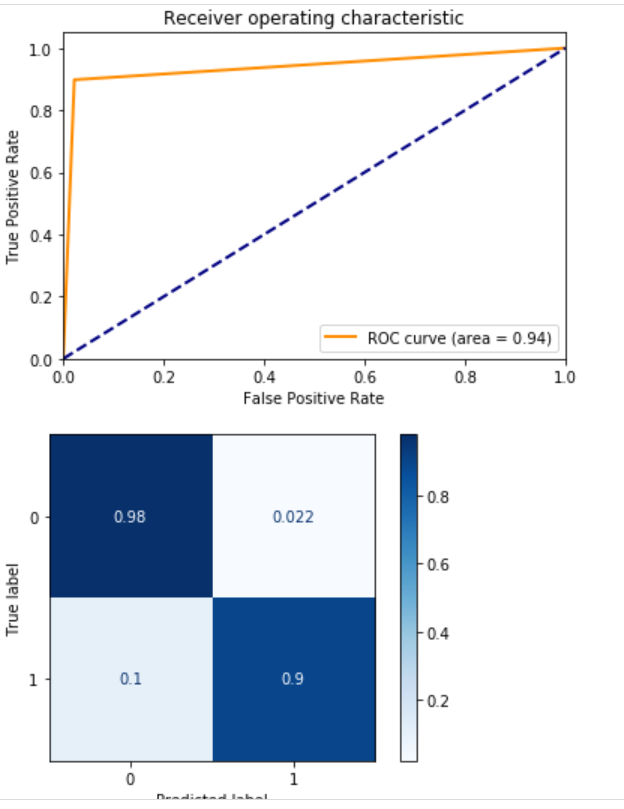 Receiver operating characteristic
1.0
0.8
0.6
0.4
0.2
0.0
True Positive Rate
ROC curve (area = 0.94)
0.0 0.2 0.4 0.6 0.8 1.0
False Positive Rate
0 0.98 0.022
1 0.1 0.9
True label
0 1
Predicted label
0.8
0.6
0.4
0.2